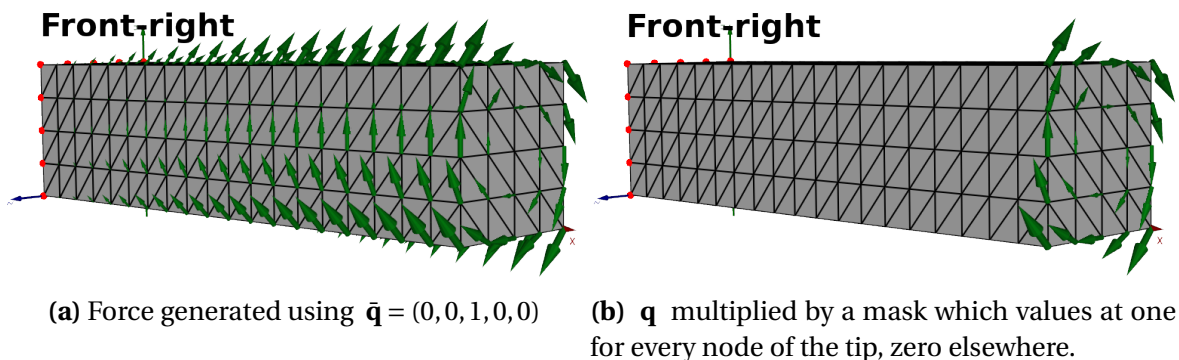 Front-right
Front-right
X
X
(a) Force generated using q̄ = (0, 0, 1, 0, 0)
(b) q multiplied by a mask which values at one
for every node of the tip, zero elsewhere.